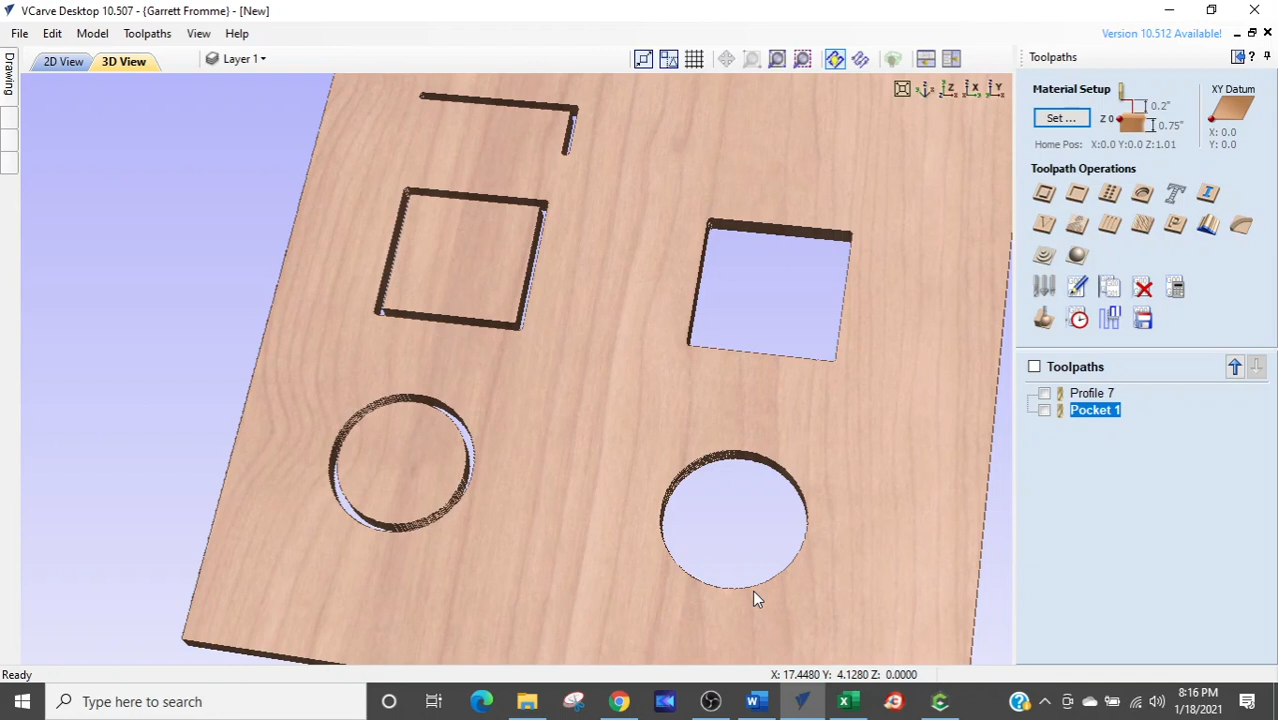 VCarve Desktop 10.507 - {Garrett Fromme} - [New]
File Edit Model Toolpaths View Help
Version 10.512 Available!
2D View 3D View Layer 1
Drawing
Z X Y
Toolpaths
Material Setup
XY Datum
Set ...
Z 0
0.2"
0.75"
X: 0.0
Y: 0.0
Home Pos: X:0.0 Y:0.0 Z:1.01
Toolpath Operations
Toolpaths
Profile 7
Pocket 1
Ready
X: 17.4480 Y: 4.1280 Z: 0.0000
Type here to search
8:16 PM
1/18/2021